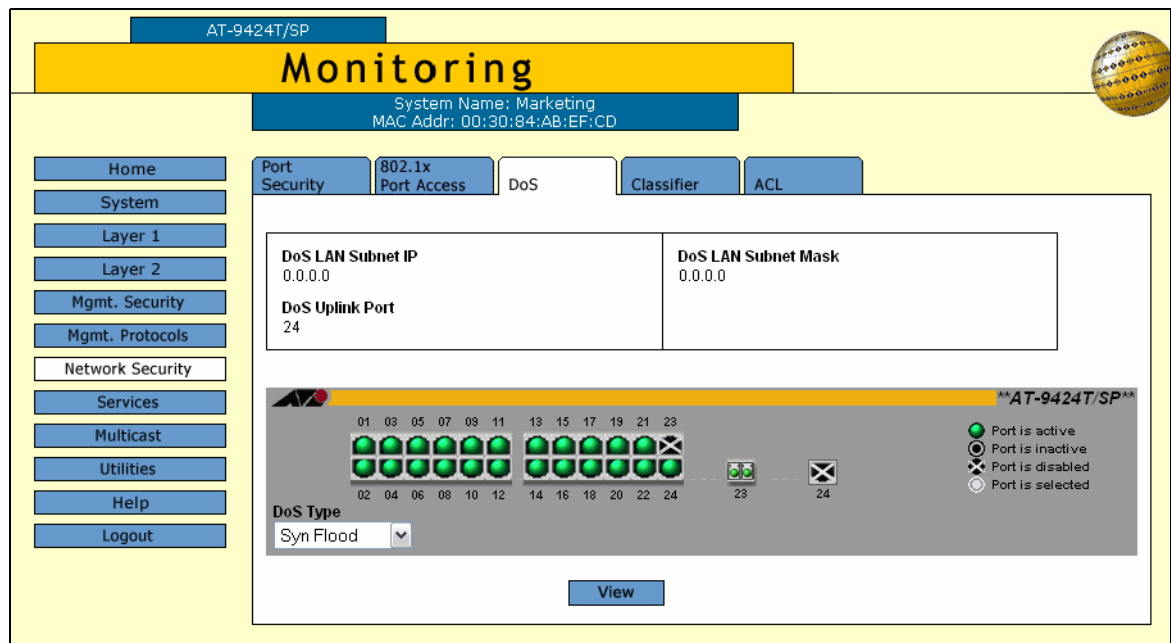 AT-9424T/SP
Monitoring
System Name: Marketing
MAC Addr: 00:30:84:AB:EF:CD
Home
System
Layer 1
Layer 2
Mgmt. Security
Mgmt. Protocols
Network Security
Services
Multicast
Utilities
Help
Logout
Port Security
802.1x Port Access
DoS
Classifier
ACL
DoS LAN Subnet IP
0.0.0.0
DoS Uplink Port
24
DoS LAN Subnet Mask
0.0.0.0
**AT-9424T/SP**
01 03 05 07 09 11 13 15 17 19 21 23
02 04 06 08 10 12 14 16 18 20 22 24 23 24
Port is active
Port is inactive
Port is disabled
Port is selected
DoS Type
Syn Flood
View